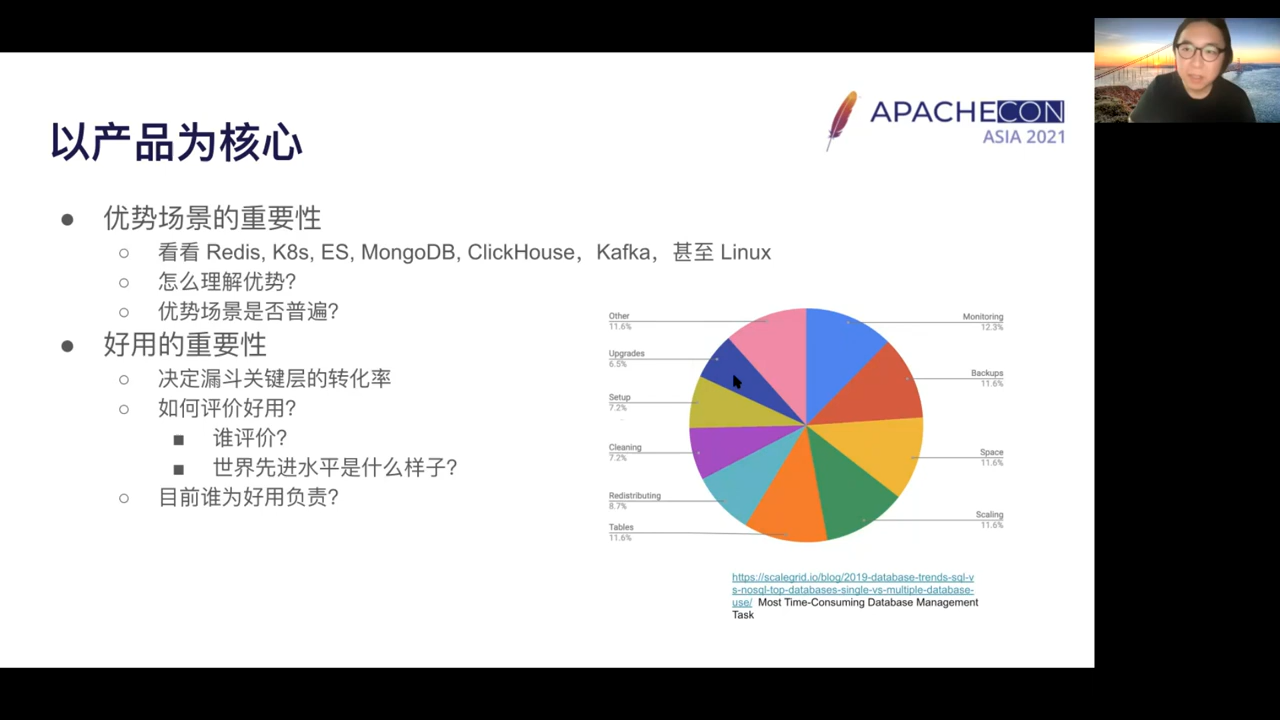 APACHECON
ASIA 2021
以产品为核心
● 优势场景的重要性
○ 看看 Redis, K8s, ES, MongoDB, ClickHouse，Kafka，甚至 Linux
○ 怎么理解优势?
○ 优势场景是否普遍?
● 好用的重要性
○ 决定漏斗关键层的转化率
○ 如何评价好用?
■ 谁评价?
■ 世界先进水平是什么样子?
○ 目前谁为好用负责?
Other
11.6%
Upgrades
6.5%
Setup
7.2%
Cleaning
7.2%
Redistributing
8.7%
Tables
11.6%
Monitoring
12.3%
Backups
11.6%
Space
11.6%
Scaling
11.6%
https://scalegrid.io/blog/2019-database-trends-sql-v
s-nosql-top-databases-single-vs-multiple-database-
use/ Most Time-Consuming Database Management
Task